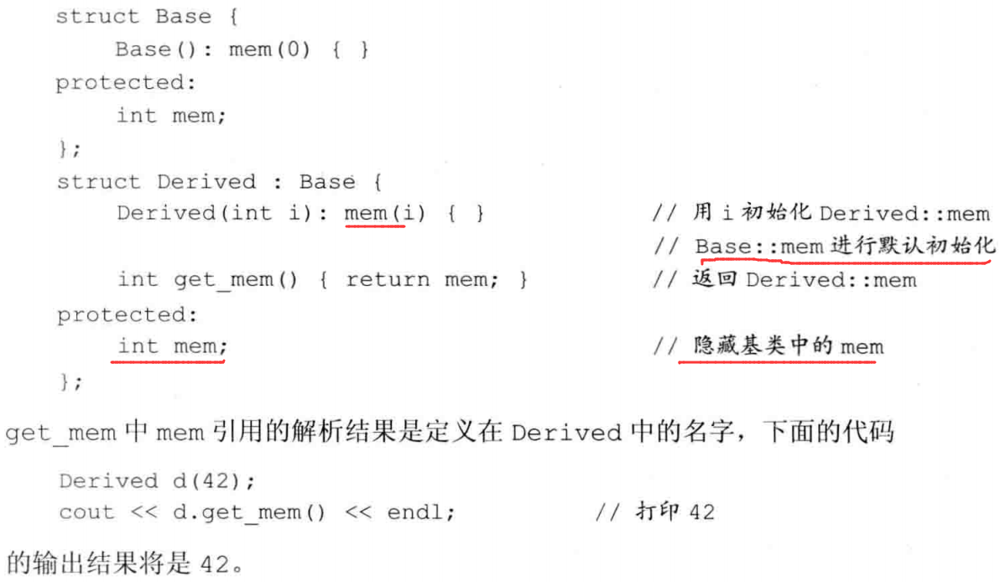 struct Base {
    Base(): mem(0) { }
protected:
    int mem;
};
struct Derived : Base {
    Derived(int i): mem(i) { }    // 用 i 初始化 Derived::mem
                                  // Base::mem 进行默认初始化
    int get_mem() { return mem; } // 返回 Derived::mem
protected:
    int mem;                      // 隐藏基类中的 mem
};
get_mem 中 mem 引用的解析结果是定义在 Derived 中的名字，下面的代码
    Derived d(42);
    cout << d.get_mem() << endl;  // 打印 42
的输出结果将是 42。